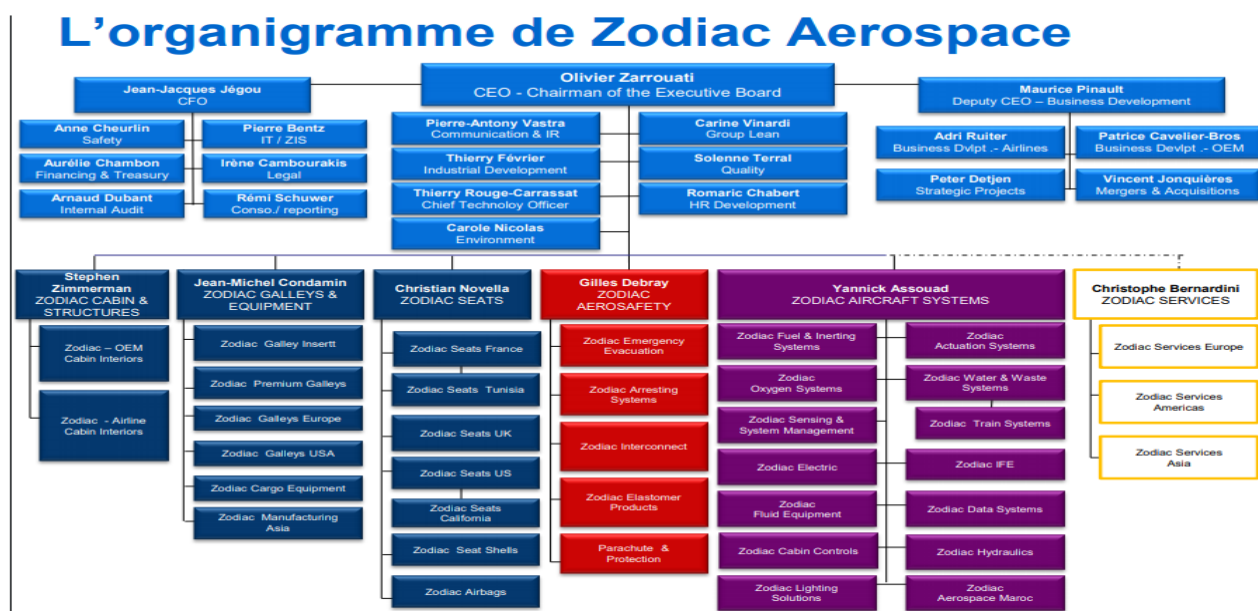 L'organigramme de Zodiac Aerospace
Olivier Zarrouati
CEO - Chairman of the Executive Board
Jean-Jacques Jégou
CFO
Maurice Pinault
Deputy CEO – Business Development
Anne Cheurlin
Safety
Pierre Bentz
IT / ZIS
Aurélie Chambon
Financing & Treasury
Irène Cambourakis
Legal
Arnaud Dubant
Internal Audit
Rémi Schuwer
Conso./ reporting
Pierre-Antony Vastra
Communication & IR
Carine Vinardi
Group Lean
Thierry Février
Industrial Development
Solenne Terral
Quality
Thierry Rouge-Carrassat
Chief Technoloy Officer
Romaric Chabert
HR Development
Carole Nicolas
Environment
Adri Ruiter
Business Dvlpt .- Airlines
Patrice Cavelier-Bros
Business Devlpt .- OEM
Peter Detjen
Strategic Projects
Vincent Jonquières
Mergers & Acquisitions
Stephen
Zimmerman
ZODIAC CABIN &
STRUCTURES
Zodiac – OEM
Cabin Interiors
Zodiac - Airline
Cabin Interiors
Jean-Michel Condamin
ZODIAC GALLEYS &
EQUIPMENT
Zodiac Galley Insertt
Zodiac Premium Galleys
Zodiac Galleys Europe
Zodiac Galleys USA
Zodiac Cargo Equipment
Zodiac Manufacturing
Asia
Christian Novella
ZODIAC SEATS
Zodiac Seats France
Zodiac Seats Tunisia
Zodiac Seats UK
Zodiac Seats US
Zodiac Seats
California
Zodiac Seat Shells
Zodiac Airbags
Gilles Debray
ZODIAC
AEROSAFETY
Zodiac Emergency
Evacuation
Zodiac Arresting
Systems
Zodiac Interconnect
Zodiac Elastomer
Products
Parachute &
Protection
Yannick Assouad
ZODIAC AIRCRAFT SYSTEMS
Zodiac Fuel & Inerting
Systems
Zodiac
Actuation Systems
Zodiac
Oxygen Systems
Zodiac Water & Waste
Systems
Zodiac Sensing &
System Management
Zodiac Train Systems
Zodiac Electric
Zodiac IFE
Zodiac
Fluid Equipment
Zodiac Data Systems
Zodiac Cabin Controls
Zodiac Hydraulics
Zodiac Lighting
Solutions
Zodiac
Aerospace Maroc
Christophe Bernardini
ZODIAC SERVICES
Zodiac Services Europe
Zodiac Services
Americas
Zodiac Services
Asia